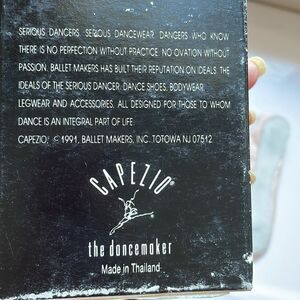 SERIOUS DANCERS. SERIOUS DANCEWEAR. DANCERS WHO KNOW
THERE IS NO PERFECTION WITHOUT PRACTICE. NO OVATION WITHOUT
PASSION. BALLET MAKERS HAS BUILT THEIR REPUTATION ON IDEALS. THE
IDEALS OF THE SERIOUS DANCER. DANCE SHOES, BODYWEAR
LEGWEAR AND ACCESSORIES. ALL DESIGNED FOR THOSE TO WHOM
DANCE IS AN INTEGRAL PART OF LIFE.
CAPEZIO, © 1991, BALLET MAKERS, INC. TOTOWA NJ 07512
CAPEZIO®
the dancemaker
Made in Thailand